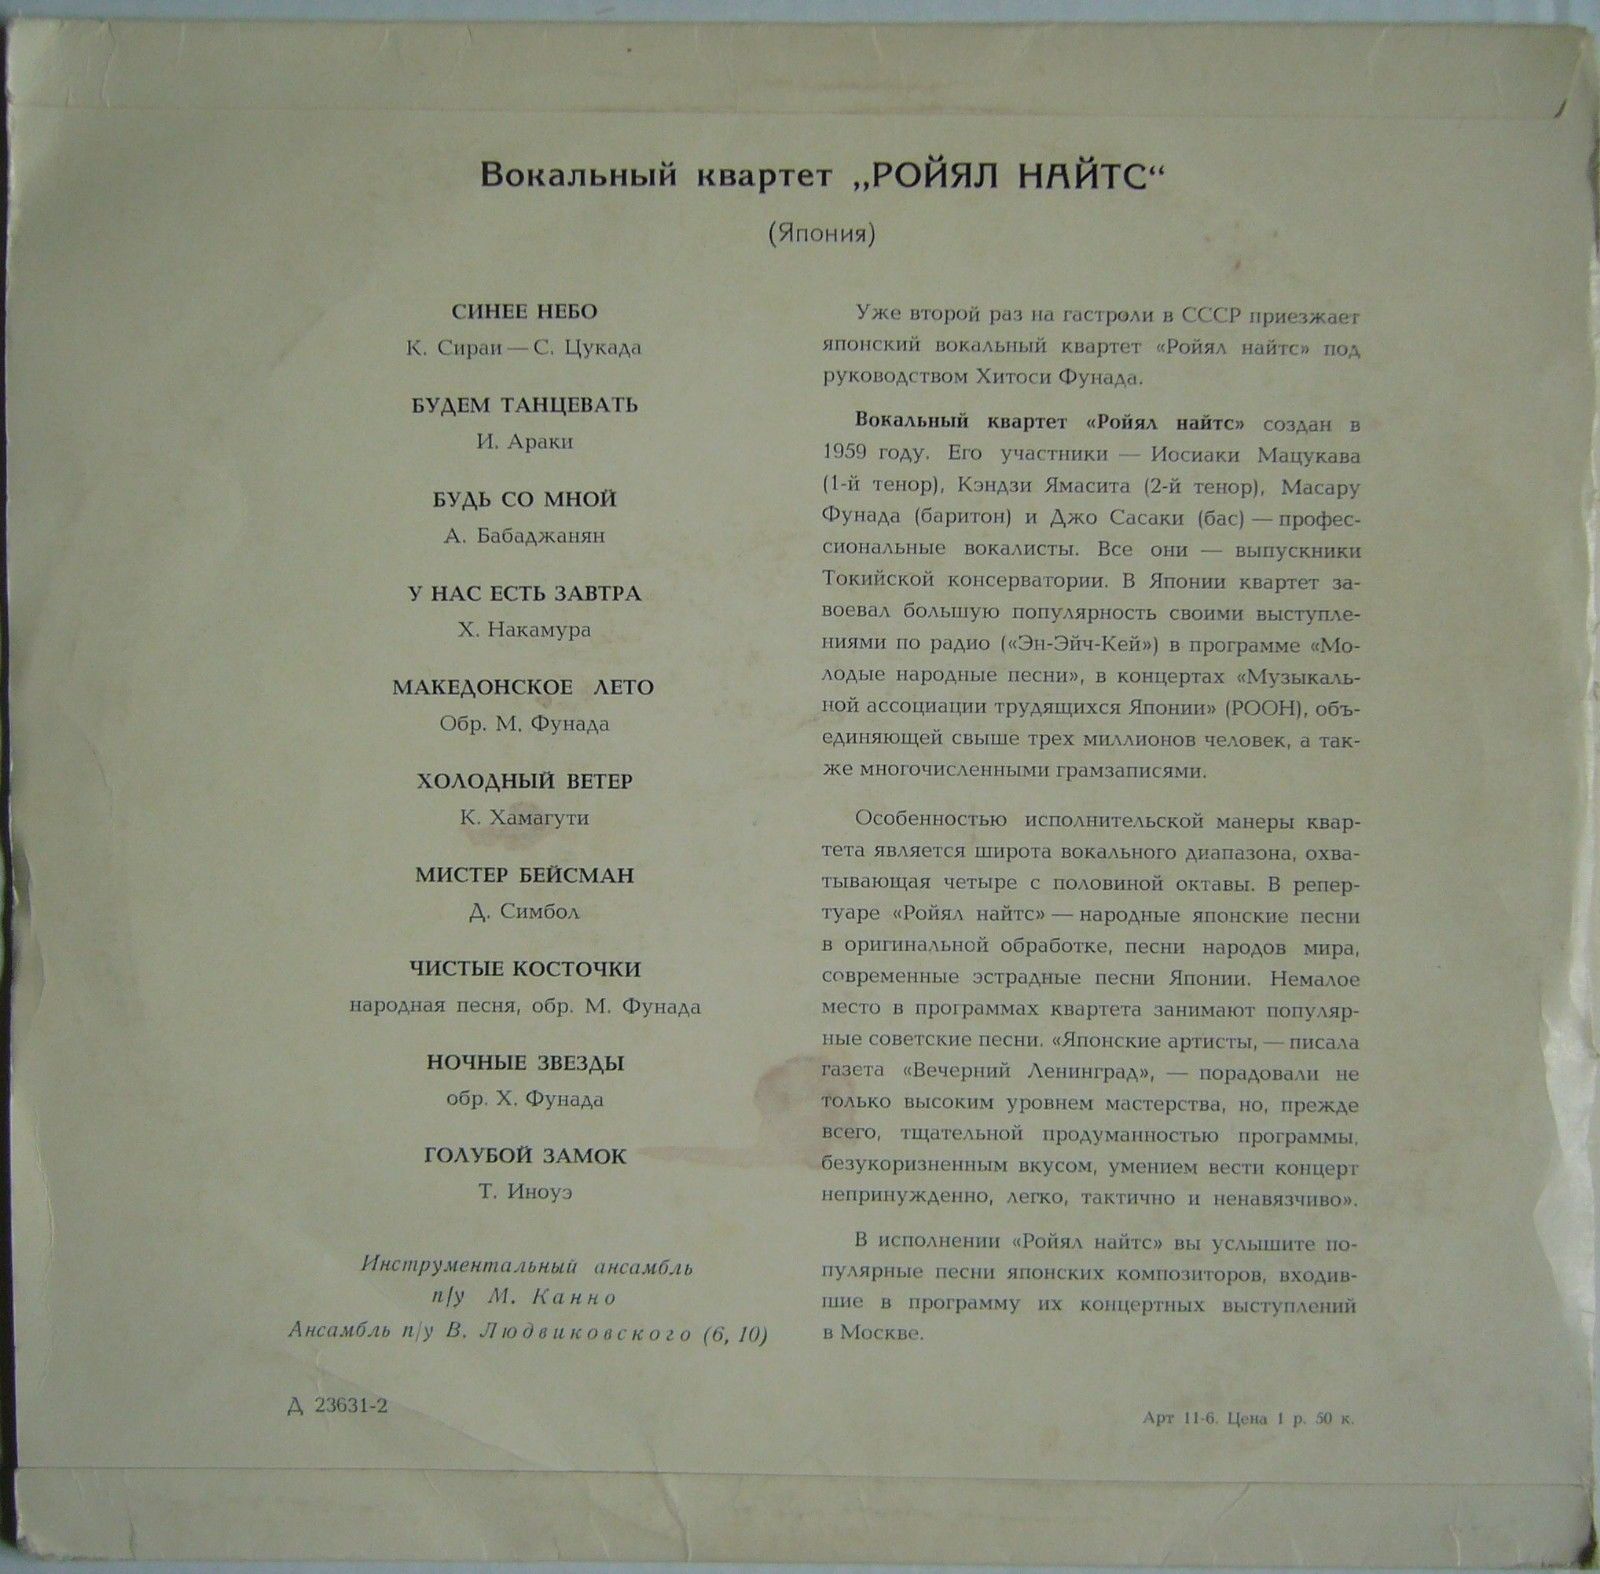 Вокальный квартет „РОЙЯЛ НАЙТС“
(Япония)
СИНЕЕ НЕБО
К. Сираи — С. Цукада
БУДЕМ ТАНЦЕВАТЬ
И. Араки
БУДЬ СО МНОЙ
А. Бабаджанян
У НАС ЕСТЬ ЗАВТРА
Х. Накамура
МАКЕДОНСКОЕ ЛЕТО
Обр. М. Фунада
ХОЛОДНЫЙ ВЕТЕР
К. Хамагути
МИСТЕР БЕЙСМАН
Д. Симбол
ЧИСТЫЕ КОСТОЧКИ
народная песня, обр. М. Фунада
НОЧНЫЕ ЗВЕЗДЫ
обр. Х. Фунада
ГОЛУБОЙ ЗАМОК
Т. Иноуэ
Инструментальный ансамбль
п/у М. Канно
Ансамбль п/у В. Людвиковского (6, 10)
Д 23631-2
Уже второй раз на гастроли в СССР приезжает
японский вокальный квартет «Ройял найтс» под
руководством Хитоси Фунада.
Вокальный квартет «Ройял найтс» создан в
1959 году. Его участники — Иосиаки Мацукава
(1-й тенор), Кэндзи Ямасита (2-й тенор), Масару
Фунада (баритон) и Джо Сасаки (бас) — профес-
сиональные вокалисты. Все они — выпускники
Токийской консерватории. В Японии квартет за-
воевал большую популярность своими выступле-
ниями по радио («Эн-Эйч-Кей») в программе «Мо-
лодые народные песни», в концертах «Музыкаль-
ной ассоциации трудящихся Японии» (РООН), объ-
единяющей свыше трех миллионов человек, а так-
же многочисленными грамзаписями.
Особенностью исполнительской манеры квар-
тета является широта вокального диапазона, охва-
тывающая четыре с половиной октавы. В репер-
туаре «Ройял найтс» — народные японские песни
в оригинальной обработке, песни народов мира,
современные эстрадные песни Японии. Немалое
место в программах квартета занимают популяр-
ные советские песни. «Японские артисты, — писала
газета «Вечерний Ленинград», — порадовали не
только высоким уровнем мастерства, но, прежде
всего, тщательной продуманностью программы,
безукоризненным вкусом, умением вести концерт
непринужденно, легко, тактично и ненавязчиво».
В исполнении «Ройял найтс» вы услышите по-
пулярные песни японских композиторов, входив-
шие в программу их концертных выступлений
в Москве.
Арт 11-6. Цена 1 р. 50 к.